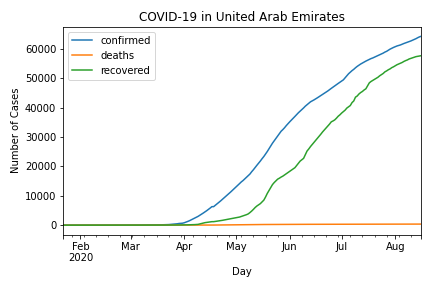 COVID-19 in United Arab Emirates
confirmed
deaths
recovered
Number of Cases
60000
50000
40000
30000
20000
10000
0
Feb Mar Apr May Jun Jul Aug
2020
Day